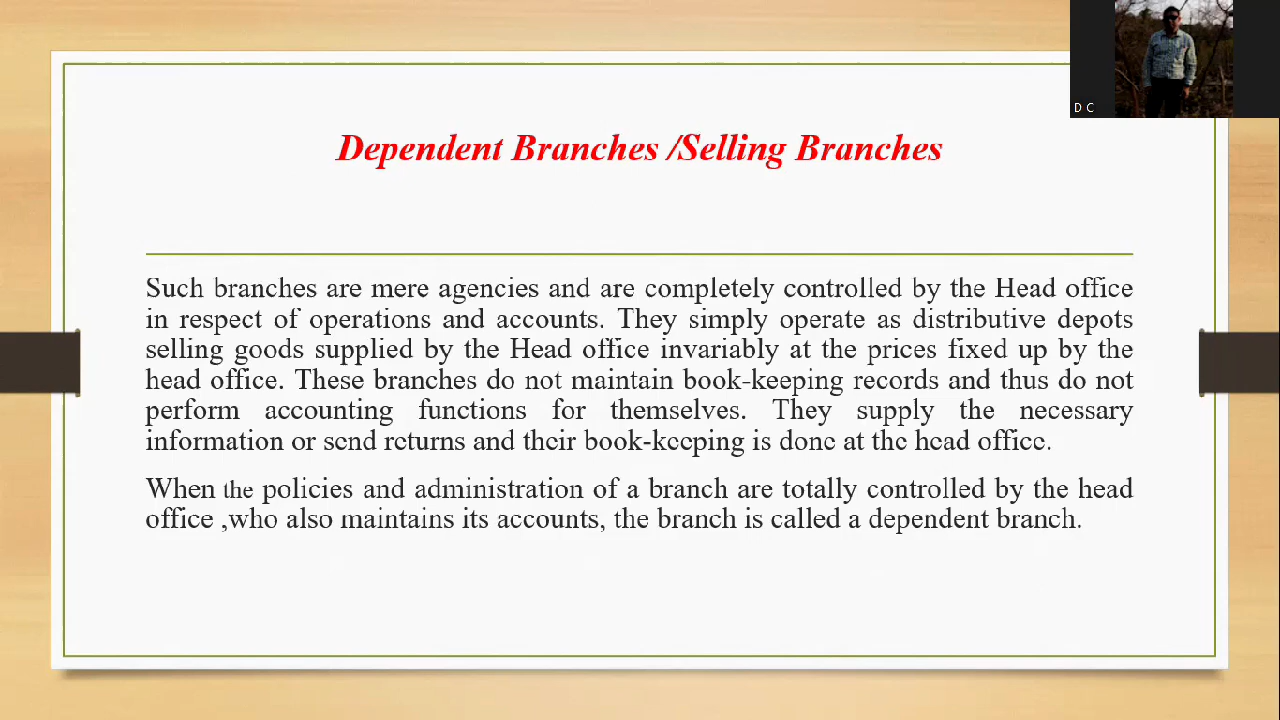 D C
Dependent Branches /Selling Branches
Such branches are mere agencies and are completely controlled by the Head office
in respect of operations and accounts. They simply operate as distributive depots
selling goods supplied by the Head office invariably at the prices fixed up by the
head office. These branches do not maintain book-keeping records and thus do not
perform accounting functions for themselves. They supply the necessary
information or send returns and their book-keeping is done at the head office.
When the policies and administration of a branch are totally controlled by the head
office ,who also maintains its accounts, the branch is called a dependent branch.